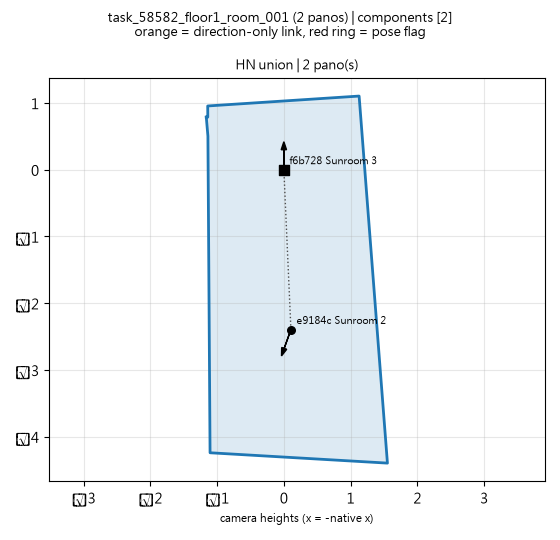 task_58582_floor1_room_001 (2 panos) | components [2]
orange = direction-only link, red ring = pose flag
HN union | 2 pano(s)
1
f6b728 Sunroom 3
0
1
2
e9184c Sunroom 2
3
4
3 2 1 0 1 2 3
camera heights (x = -native x)